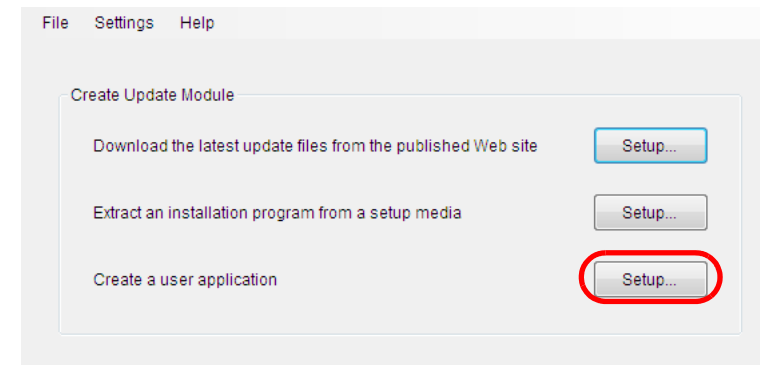 File Settings Help
Create Update Module
Download the latest update files from the published Web site Setup...
Extract an installation program from a setup media Setup...
Create a user application Setup...